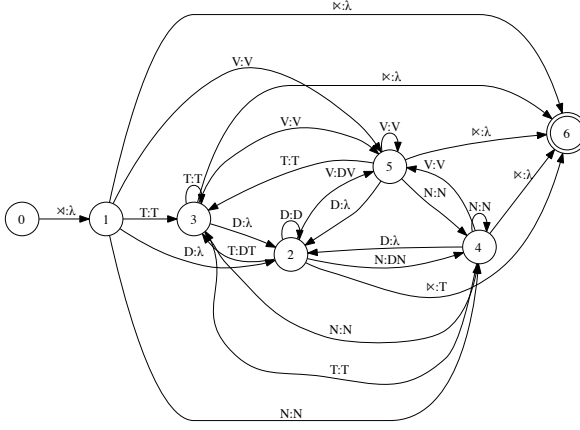 ⋊:λ
V:V
⋉:λ
V:V
V:V
⋉:λ
6
T:T
T:T
5
V:DV
V:V
⋉:λ
D:λ
N:N
N:N
0
⋊:λ
1
T:T
3
D:λ
D:D
D:λ
4
D:λ
T:DT
2
N:DN
⋉:T
N:N
T:T
N:N